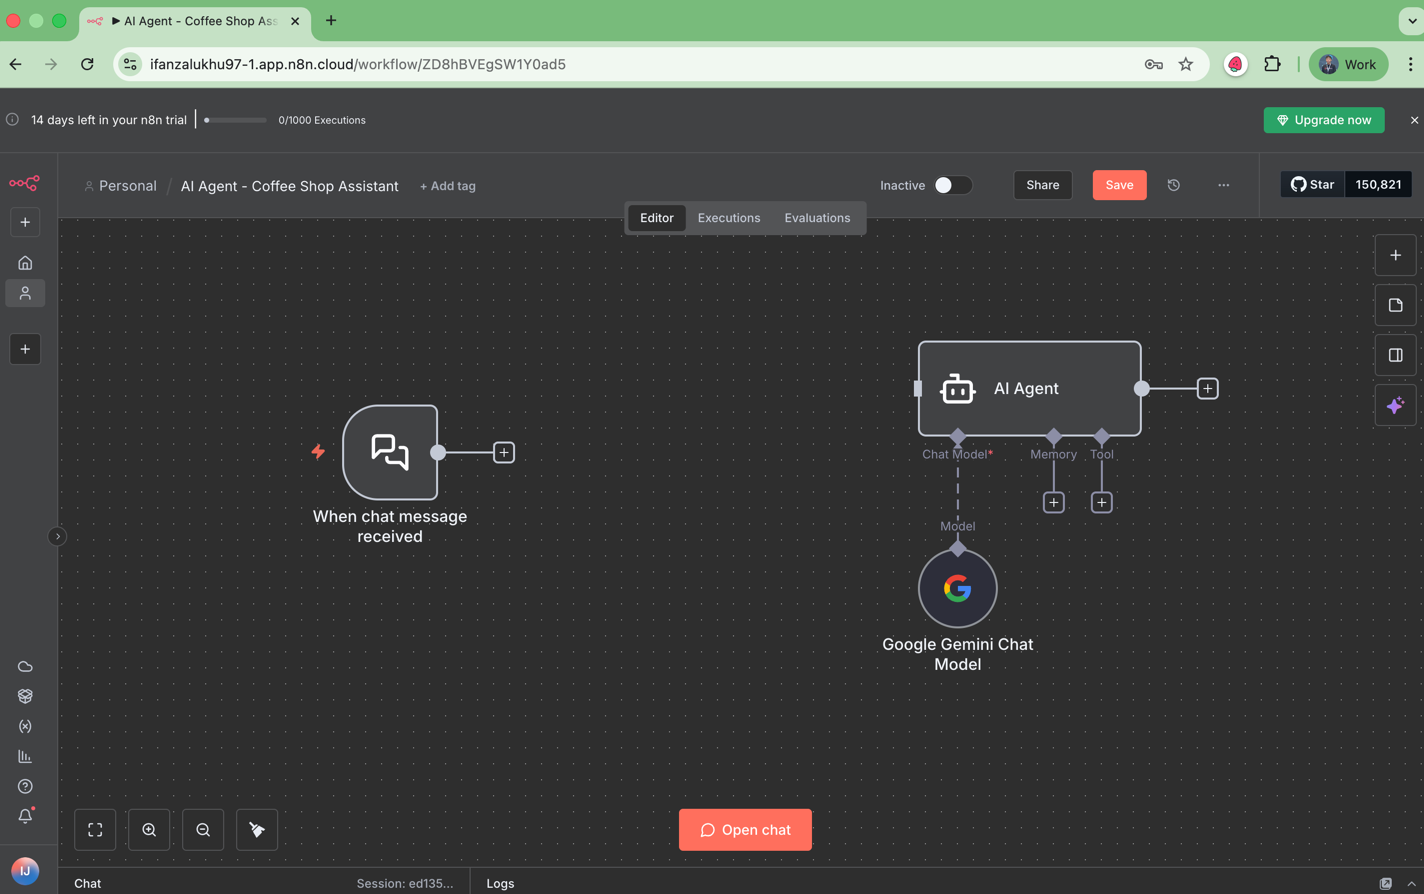 AI Agent - Coffee Shop Ass
ifanzalukhu97-1.app.n8n.cloud/workflow/ZD8hBVEgSW1Y0ad5
Work
14 days left in your n8n trial
0/1000 Executions
Upgrade now
Personal / AI Agent - Coffee Shop Assistant
+ Add tag
Inactive
Share
Save
Star
150,821
Editor
Executions
Evaluations
AI Agent
Chat Model*
Memory
Tool
When chat message
received
Model
Google Gemini Chat
Model
Open chat
IJ
Chat
Session: ed135...
Logs